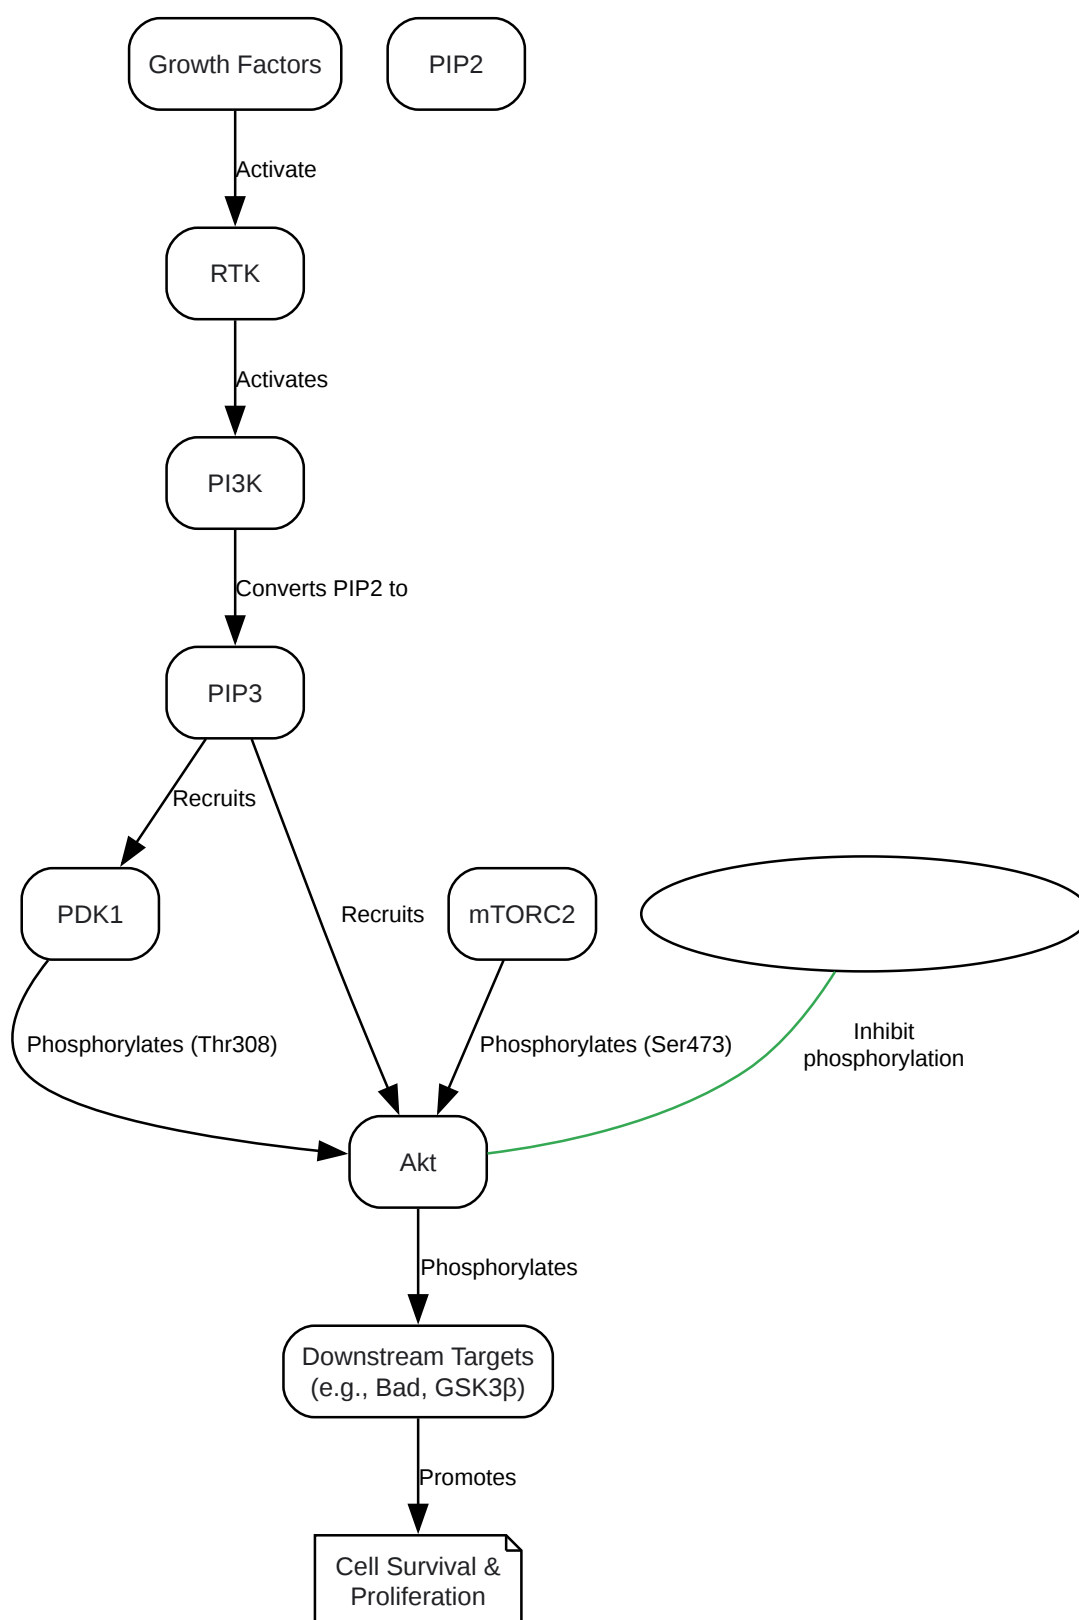 Growth Factors
PIP2
Activate
RTK
Activates
PI3K
Converts PIP2 to
PIP3
Recruits
PDK1
Recruits
mTORC2
Phosphorylates (Thr308)
Phosphorylates (Ser473)
Inhibit
phosphorylation
Akt
Phosphorylates
Downstream Targets
(e.g., Bad, GSK3β)
Promotes
Cell Survival &
Proliferation